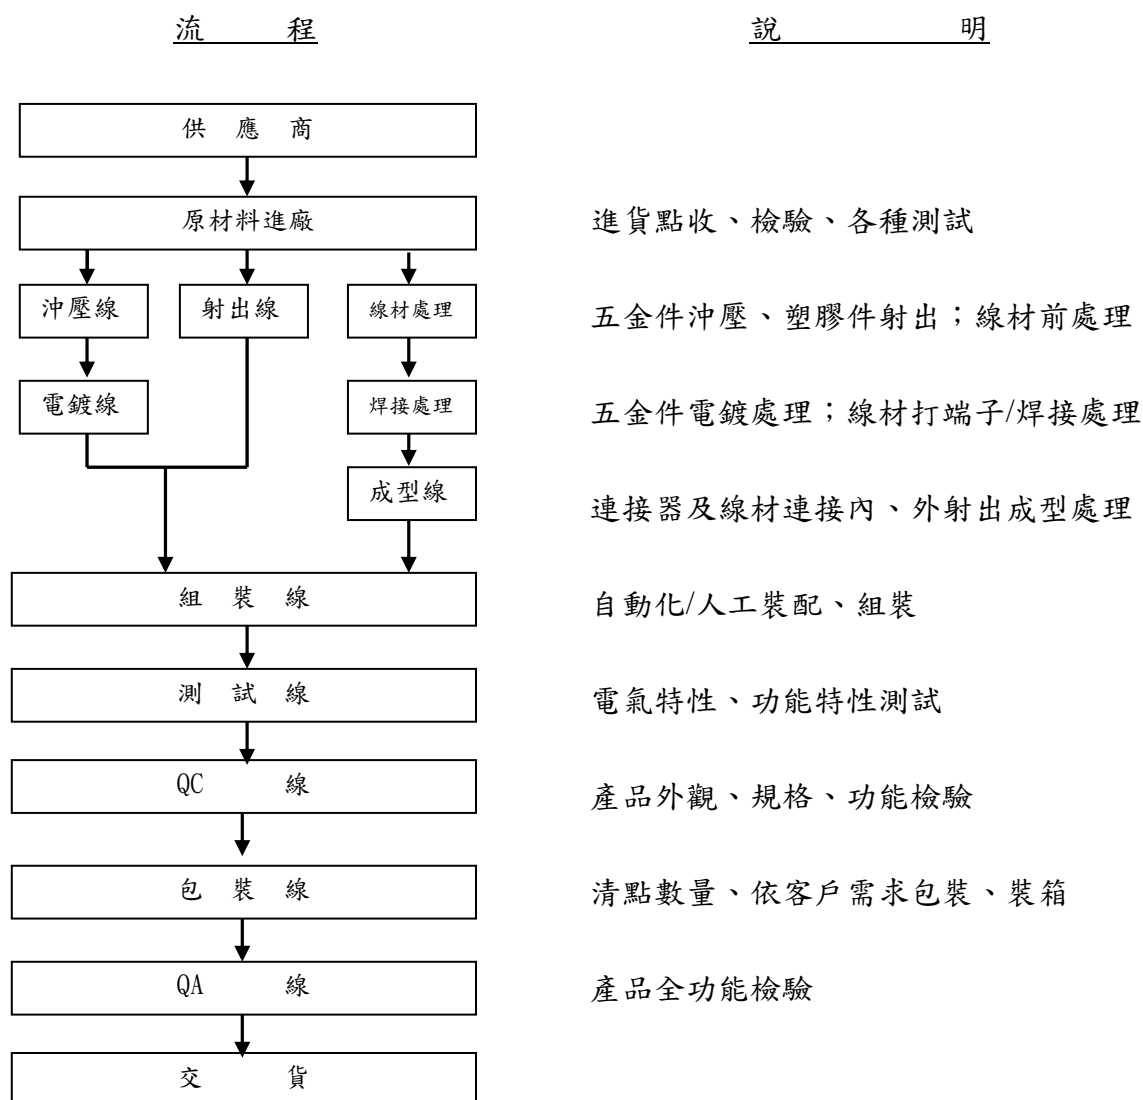 流 程 說 明
供 應 商
原材料進廠 進貨點收、檢驗、各種測試
沖壓線 射出線 線材處理 五金件沖壓、塑膠件射出；線材前處理
電鍍線 焊接處理 五金件電鍍處理；線材打端子/焊接處理
成型線 連接器及線材連接內、外射出成型處理
組 裝 線 自動化/人工裝配、組裝
測 試 線 電氣特性、功能特性測試
QC 線 產品外觀、規格、功能檢驗
包 裝 線 清點數量、依客戶需求包裝、裝箱
QA 線 產品全功能檢驗
交 貨